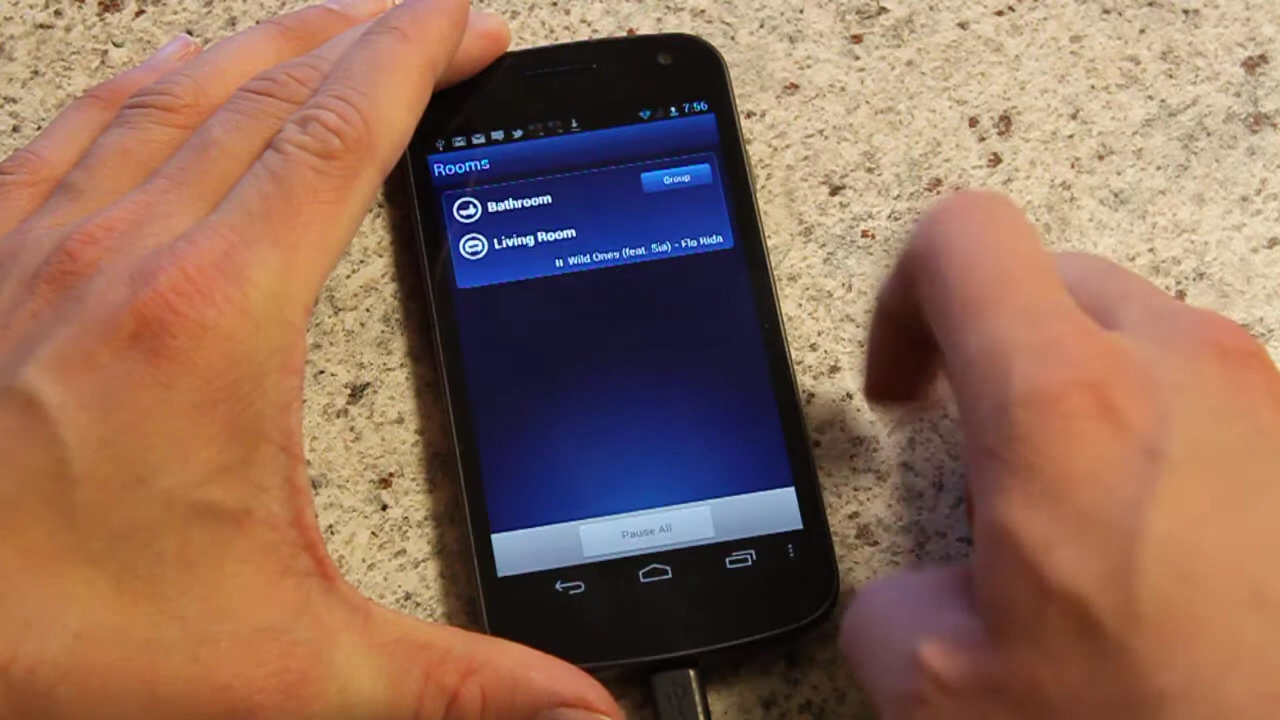 7:56
Rooms
Group
Bathroom
Living Room
Wild Ones (feat. Sia) - Flo Rida
Pause All